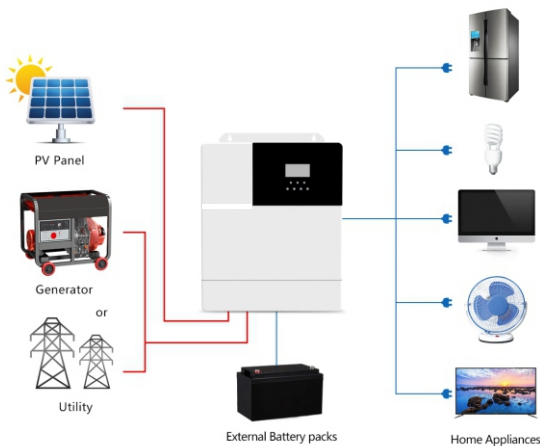 PV Panel
Generator
or
Utility
External Battery packs
Home Appliances